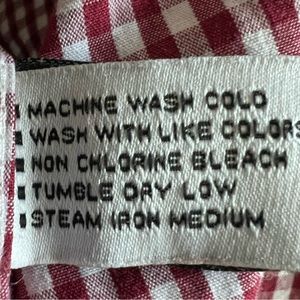 MACHINE WASH COLD
WASH WITH LIKE COLORS
NON CHLORINE BLEACH
TUMBLE DRY LOW
STEAM IRON MEDIUM